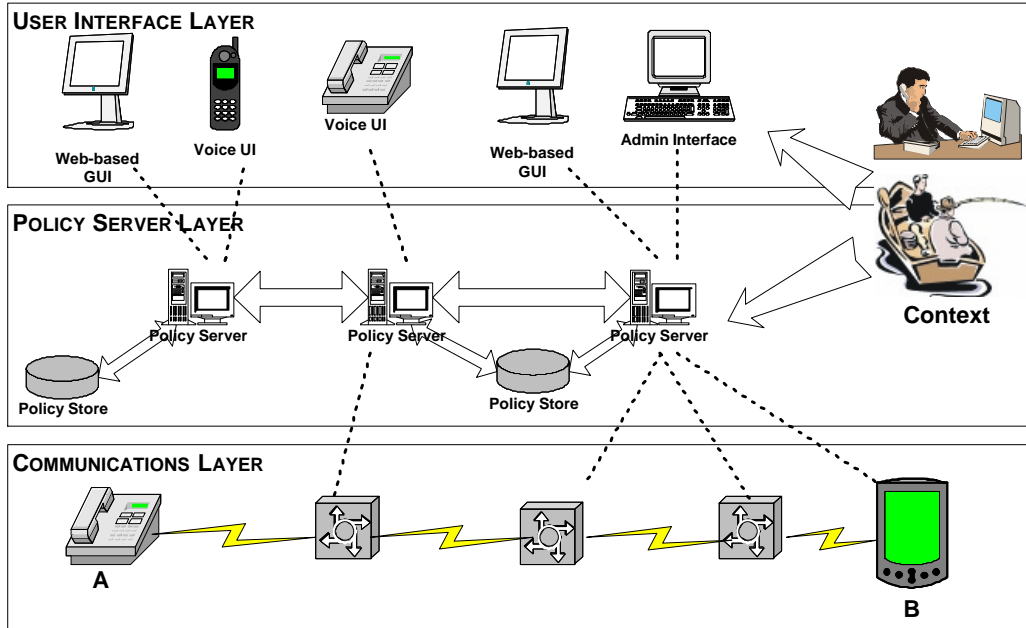 USER INTERFACE LAYER
Web-based
GUI
Voice UI
Voice UI
Web-based
GUI
Admin Interface
POLICY SERVER LAYER
Policy Server
Policy Server
Policy Server
Context
Policy Store
Policy Store
COMMUNICATIONS LAYER
A
B